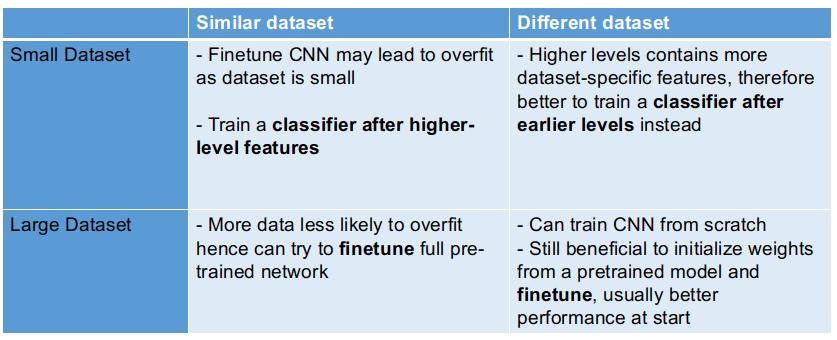 Similar dataset
Different dataset
Small Dataset
- Finetune CNN may lead to overfit
as dataset is small
- Train a classifier after higher-
level features
- Higher levels contains more
dataset-specific features, therefore
better to train a classifier after
earlier levels instead
Large Dataset
- More data less likely to overfit
hence can try to finetune full pre-
trained network
- Can train CNN from scratch
- Still beneficial to initialize weights
from a pretrained model and
finetune, usually better
performance at start